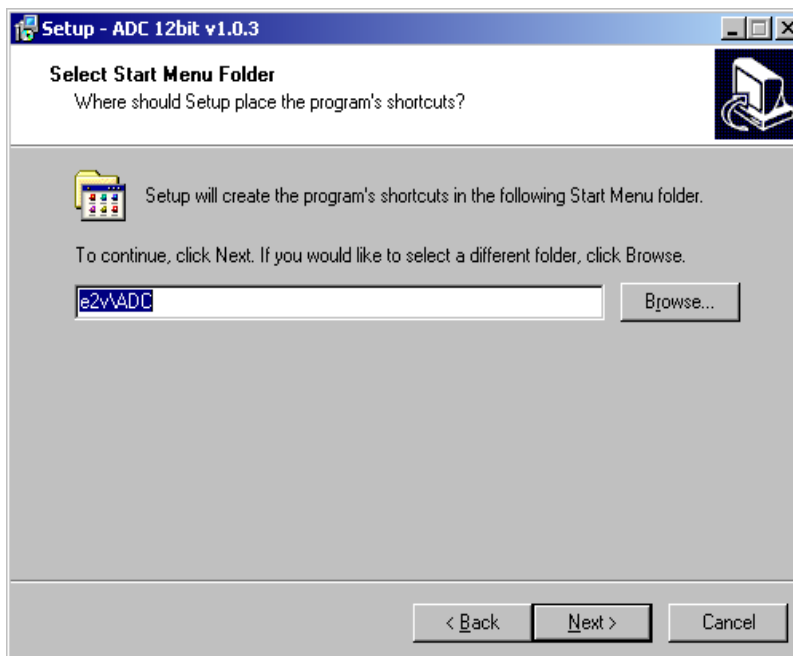 Setup - ADC 12bit v1.0.3
Select Start Menu Folder
Where should Setup place the program's shortcuts?
Setup will create the program's shortcuts in the following Start Menu folder.
To continue, click Next. If you would like to select a different folder, click Browse.
e2v\ADC
Browse...
< Back
Next >
Cancel